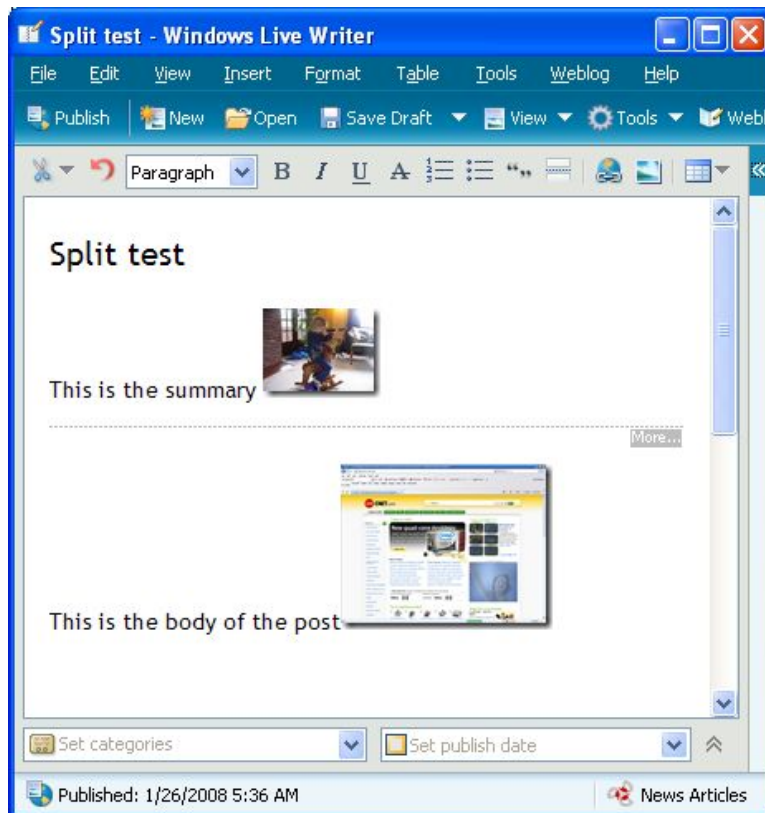 Split test - Windows Live Writer
File Edit View Insert Format Table Tools Weblog Help
Publish New Open Save Draft View Tools Webl
Paragraph B I U A
Split test
This is the summary
More...
This is the body of the post
Set categories Set publish date
Published: 1/26/2008 5:36 AM News Articles